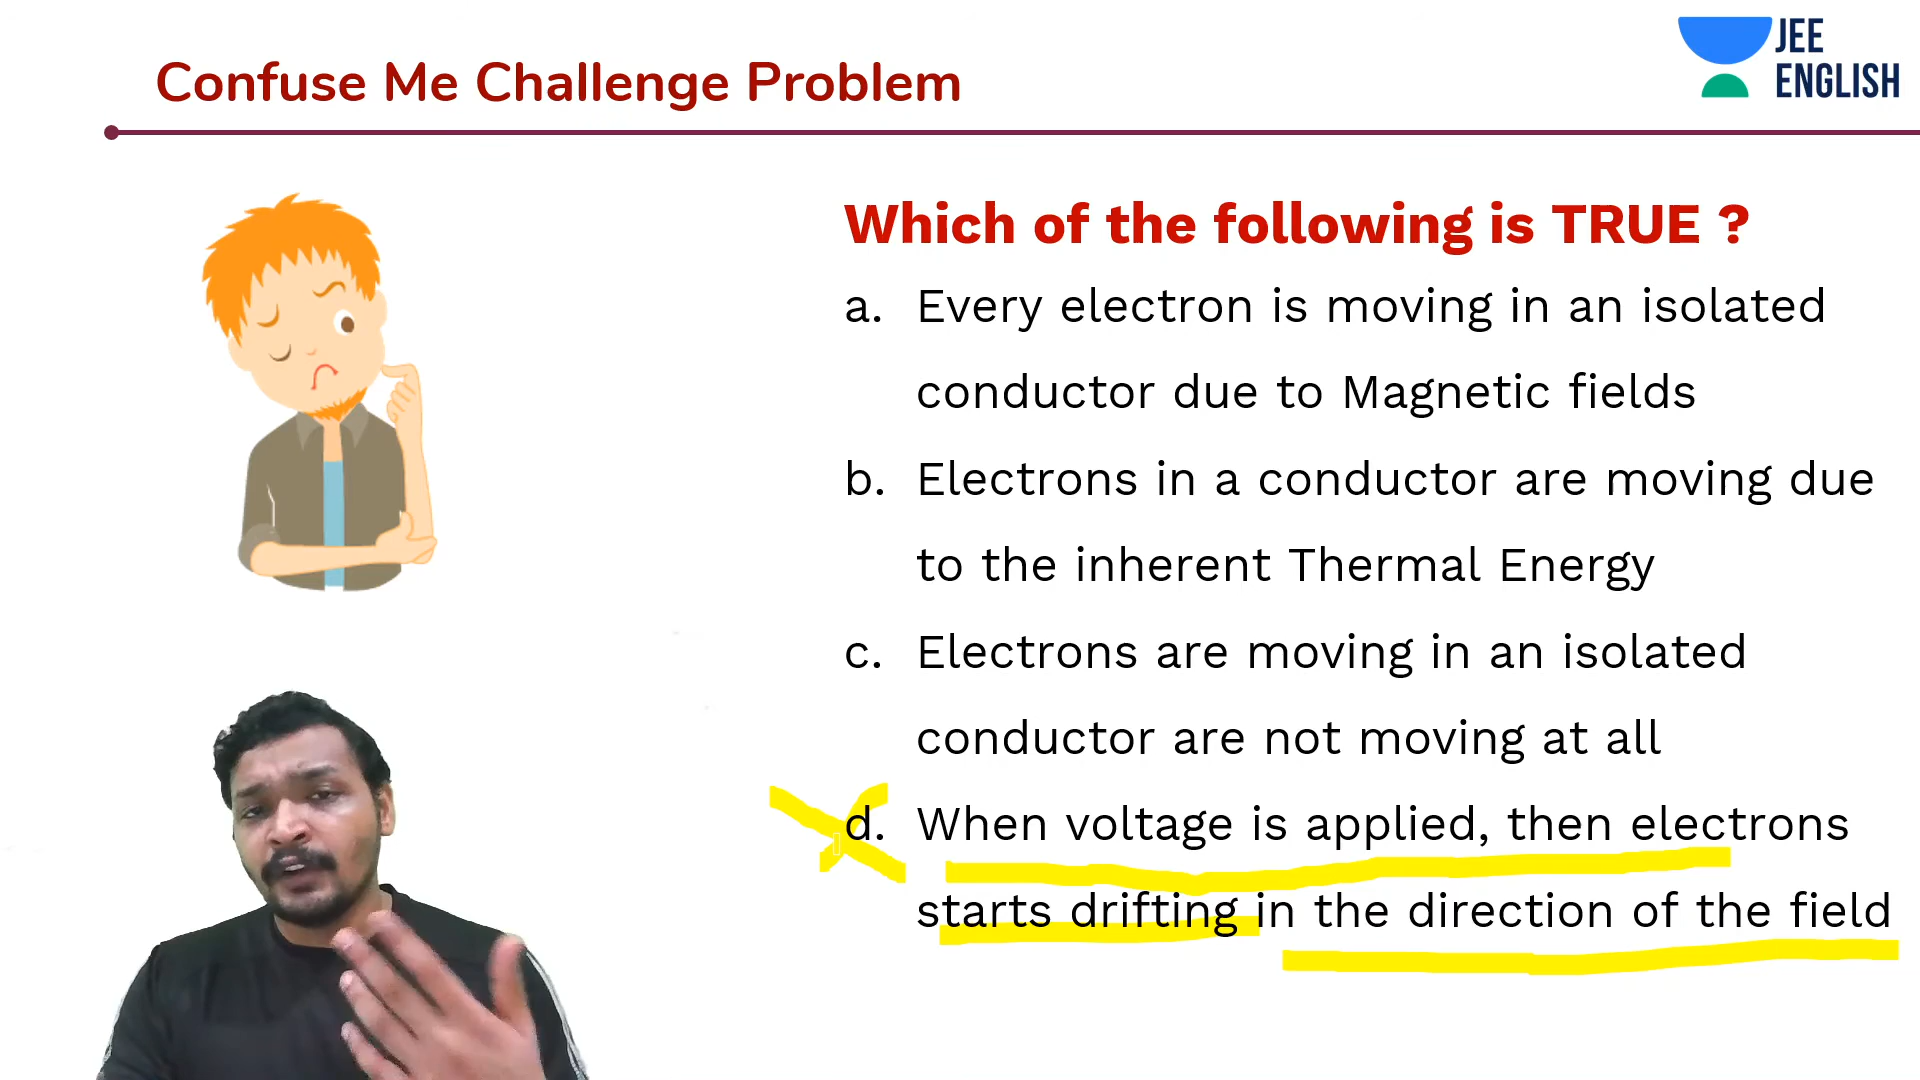 Confuse Me Challenge Problem
JEE
ENGLISH
Which of the following is TRUE ?
a. Every electron is moving in an isolated
conductor due to Magnetic fields
b. Electrons in a conductor are moving due
to the inherent Thermal Energy
c. Electrons are moving in an isolated
conductor are not moving at all
d. When voltage is applied, then electrons
starts drifting in the direction of the field